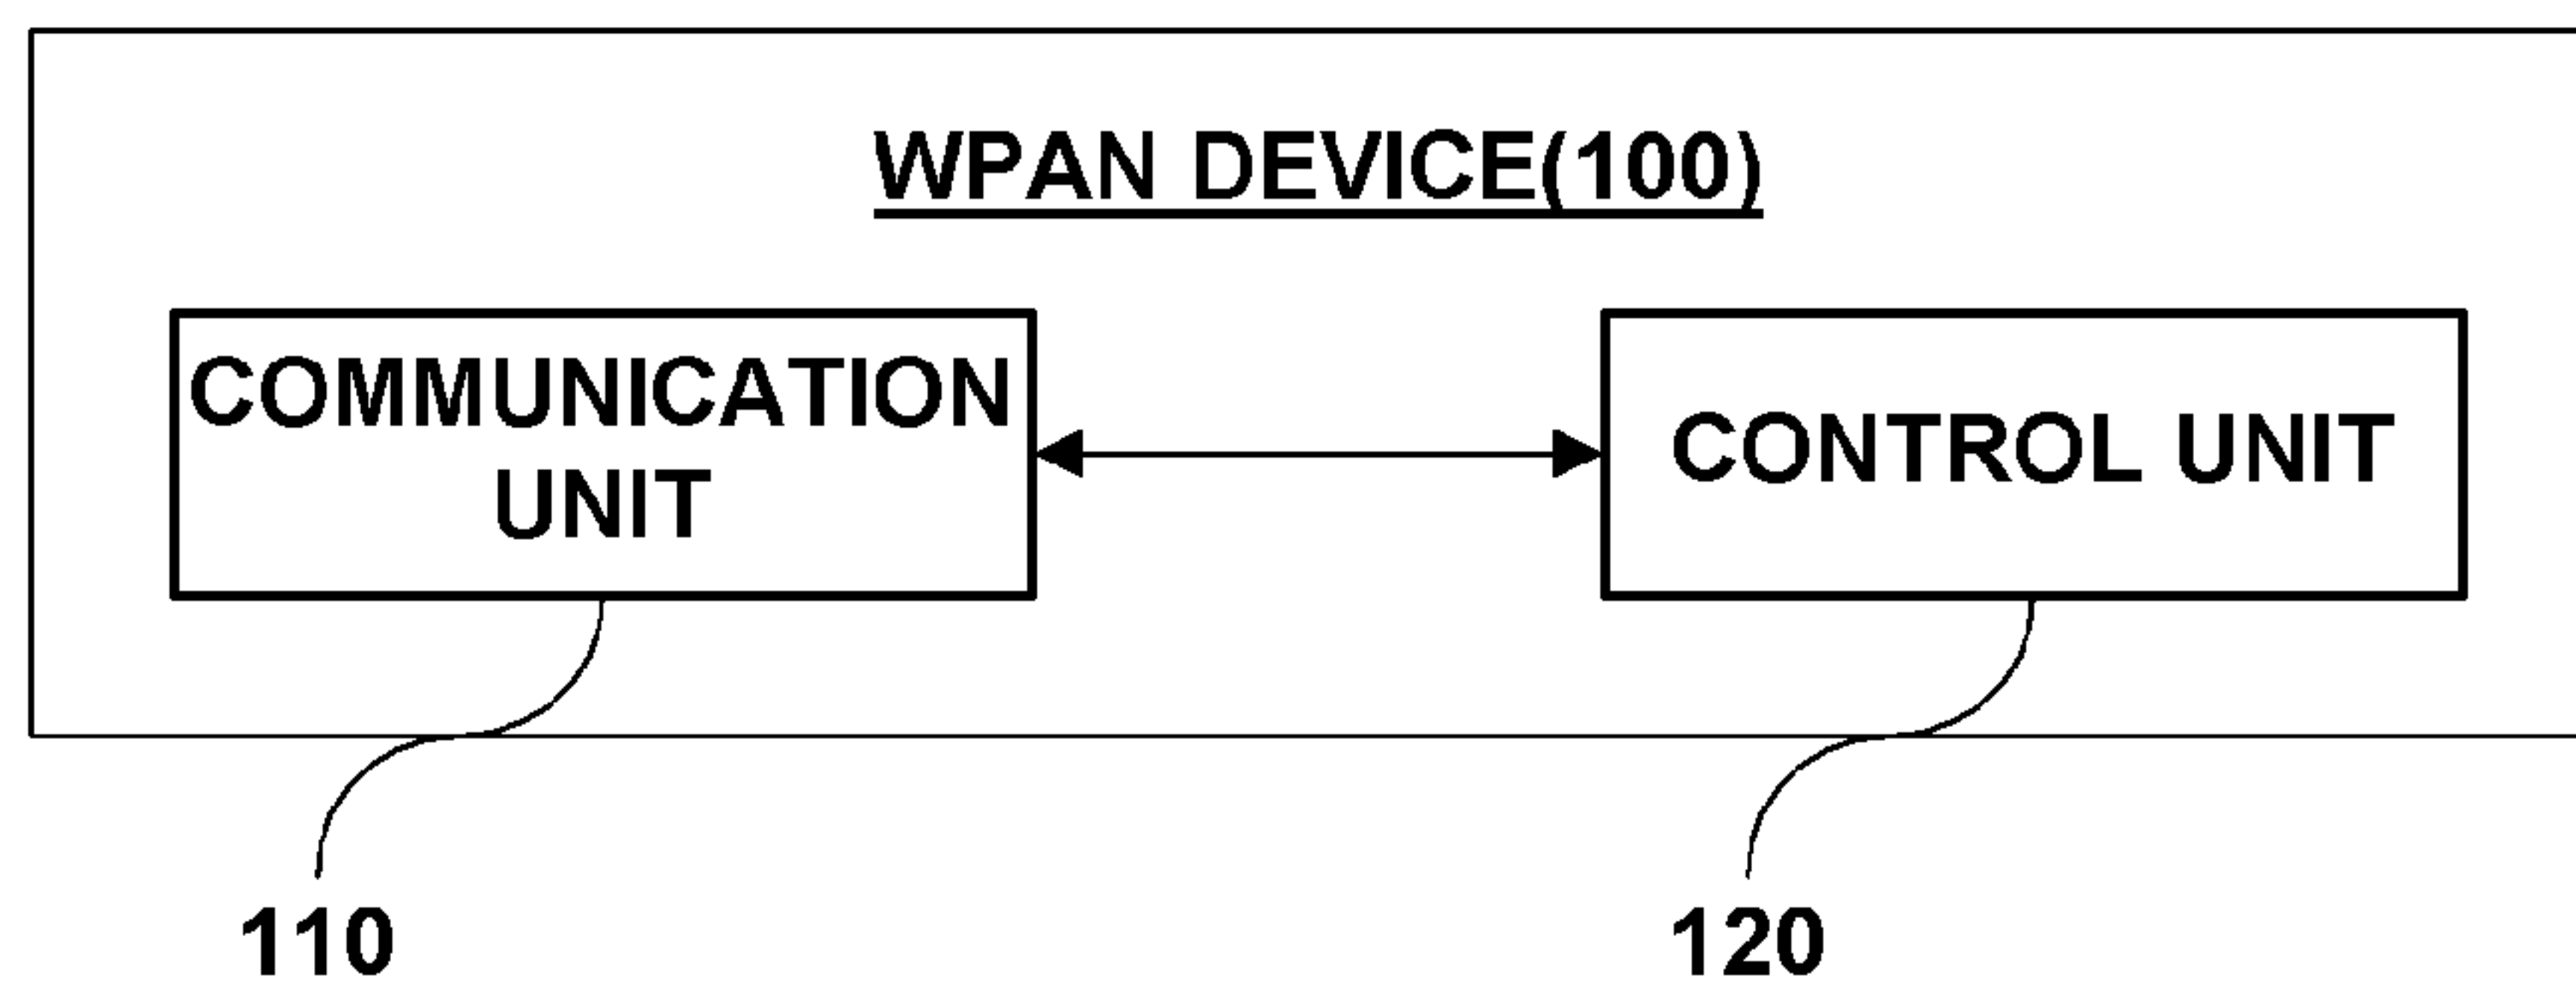 WPAN DEVICE(100)
COMMUNICATION
UNIT
CONTROL UNIT
110
120